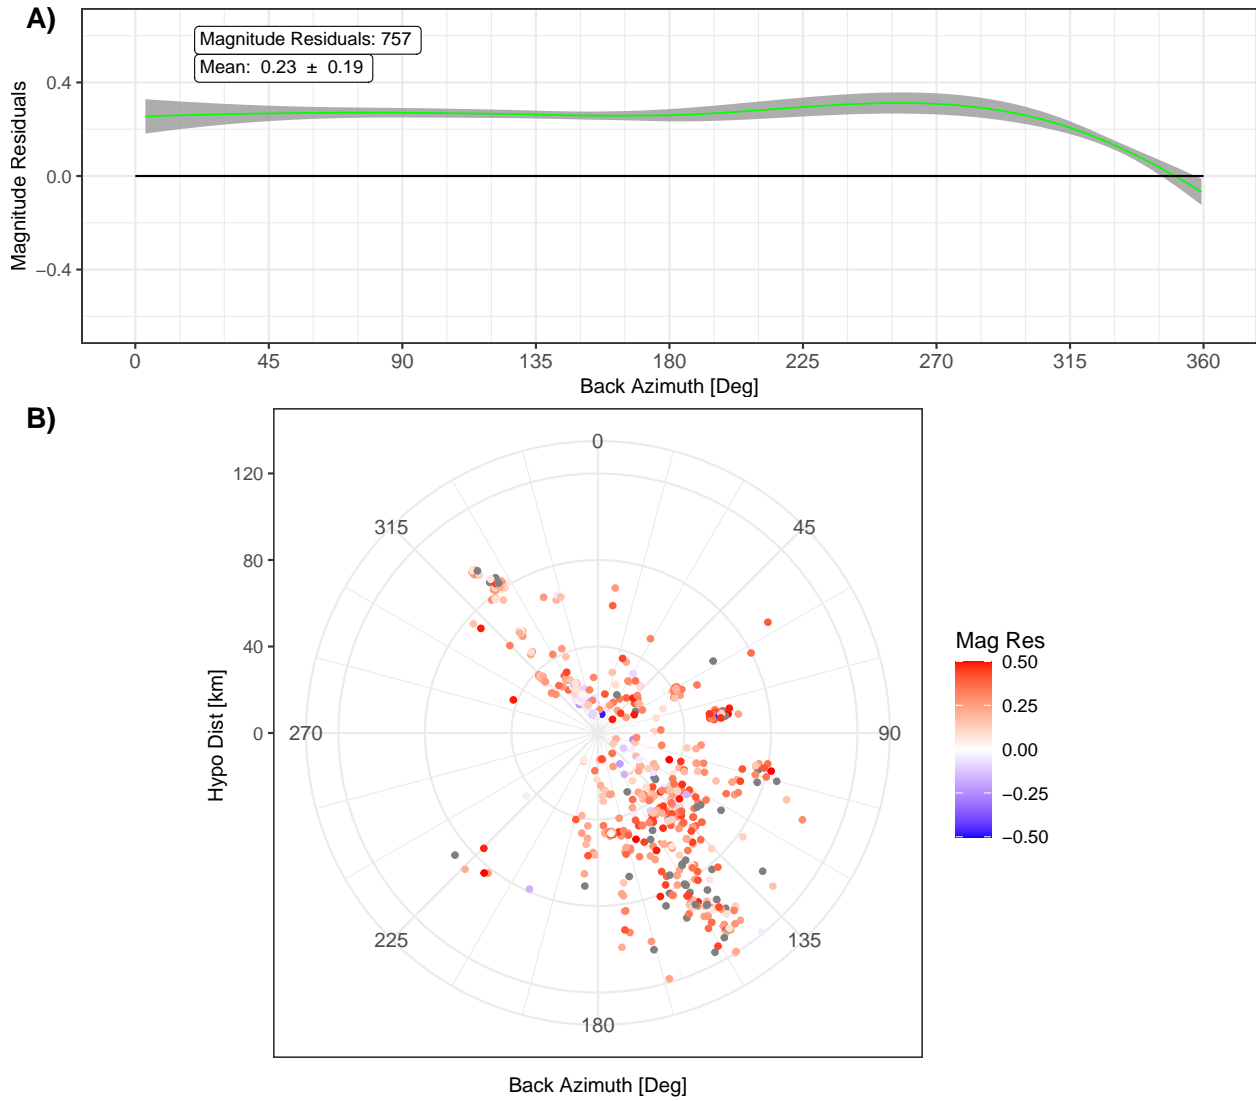 A)
Magnitude Residuals: 757
Mean: 0.23 ± 0.19
Magnitude Residuals
0.4
0.0
−0.4
0 45 90 135 180 225 270 315 360
Back Azimuth [Deg]
B)
Hypo Dist [km]
120
80
40
0
0
45
90
135
180
225
270
315
Back Azimuth [Deg]
Mag Res
0.50
0.25
0.00
−0.25
−0.50